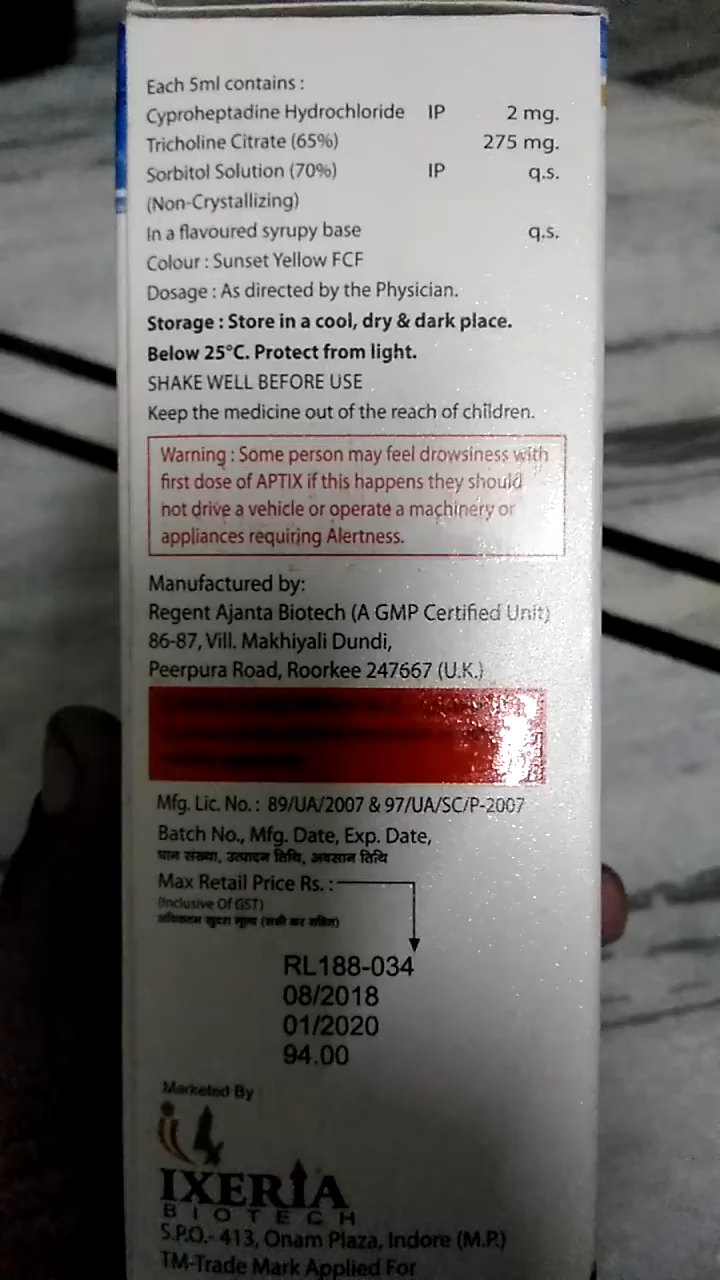 Each 5ml contains :
Cyproheptadine Hydrochloride IP 2 mg.
Tricholine Citrate (65%) 275 mg.
Sorbitol Solution (70%) IP q.s.
(Non-Crystallizing)
In a flavoured syrupy base q.s.
Colour : Sunset Yellow FCF
Dosage : As directed by the Physician.
Storage : Store in a cool, dry & dark place.
Below 25°C. Protect from light.
SHAKE WELL BEFORE USE
Keep the medicine out of the reach of children.
Warning : Some person may feel drowsiness with
first dose of APTIX if this happens they should
not drive a vehicle or operate a machinery or
appliances requiring Alertness.
Manufactured by:
Regent Ajanta Biotech (A GMP Certified Unit)
86-87, Vill. Makhiyali Dundi,
Peerpura Road, Roorkee 247667 (U.K.)
Mfg. Lic. No. : 89/UA/2007 & 97/UA/SC/P-2007
Batch No., Mfg. Date, Exp. Date,
घान संख्या, उत्पादन तिथि, अवसान तिथि
Max Retail Price Rs. :
(Inclusive Of GST)
अधिकतम खुदरा मूल्य (सभी कर सहित)
RL188-034
08/2018
01/2020
94.00
Marketed By
IXERIA
BIOTECH
S.P.O.- 413, Onam Plaza, Indore (M.P.)
TM-Trade Mark Applied For